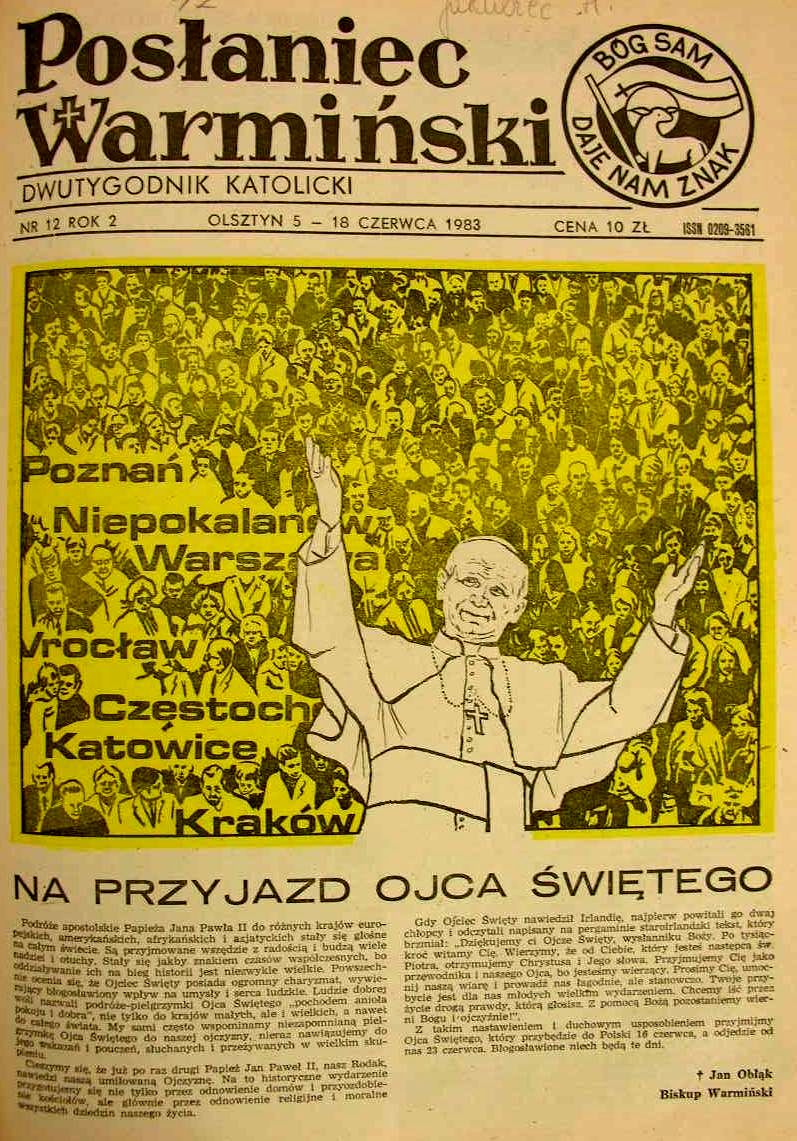 Posłaniec
Warmiński
BÓG SAM
DAJE NAM ZNAK
DWUTYGODNIK KATOLICKI
NR 12 ROK 2 OLSZTYN 5 – 18 CZERWCA 1983 CENA 10 ZŁ ISSN 0209-3561
Poznań
Niepokalanów
Warszawa
Wrocław
Częstoch
Katowice
Kraków
NA PRZYJAZD OJCA ŚWIĘTEGO
Podróże apostolskie Papieża Jana Pawła II do różnych krajów euro-
pejskich, amerykańskich, afrykańskich i azjatyckich stały się głośne
na całym świecie. Są przyjmowane wszędzie z radością i budzą wiele
nadziei i otuchy. Stały się jakby znakiem czasów współczesnych, bo
oddziaływanie ich na bieg historii jest niezwykle wielkie. Powszech-
nie ocenia się, że Ojciec Święty posiada ogromny charyzmat, wywie-
rający błogosławiony wpływ na umysły i serca ludzkie. Ludzie dobrej
woli nazwali podróże-pielgrzymki Ojca Świętego „pochodem anioła
pokoju i dobra", nie tylko do krajów małych, ale i wielkich, a nawet
do całego świata. My sami często wspominamy niezapomnianą piel-
grzymkę Ojca Świętego do naszej ojczyzny, nieraz nawiązujemy do
jego wskazań i pouczeń, słuchanych i przeżywanych w wielkim sku-
pieniu.
Cieszymy się, że już po raz drugi Papież Jan Paweł II, nasz Rodak,
nawiedzi naszą umiłowaną Ojczyznę. Na to historyczne wydarzenie
przygotujemy się nie tylko przez odnowienie domów i przyozdobie-
nie kościołów, ale głównie przez odnowienie religijne i moralne
wszystkich dziedzin naszego życia.
Gdy Ojciec Święty nawiedził Irlandię, najpierw powitali go dwaj
chłopcy i odczytali napisany na pergaminie staroirlandzki tekst, który
brzmiał: „Dziękujemy ci Ojcze Święty, wysłanniku Boży. Po tysiąc-
kroć witamy Cię. Wierzymy, że od Ciebie, który jesteś następcą św.
Piotra, otrzymujemy Chrystusa i Jego słowa. Przyjmujemy Cię jako
przewodnika i naszego Ojca, bo jesteśmy wierzący. Prosimy Cię, umoc-
nij naszą wiarę i prowadź nas łagodnie, ale stanowczo. Twoje przy-
bycie jest dla nas młodych wielkim wydarzeniem. Chcemy iść przez
życie drogą prawdy, którą głosisz. Z pomocą Bożą pozostaniemy wier-
ni Bogu i ojczyźnie!".
Z takim nastawieniem i duchowym usposobieniem przyjmijmy
Ojca Świętego, który przybędzie do Polski 16 czerwca, a odjedzie od
nas 23 czerwca. Błogosławione niech będą te dni.
† Jan Obłąk
Biskup Warmiński